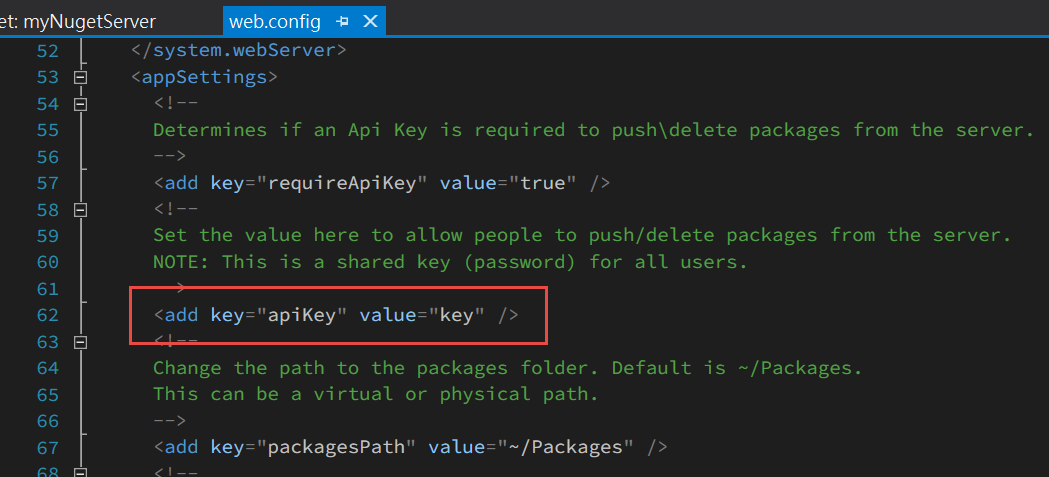 et: myNugetServer web.config
52 </system.webServer>
53 <appSettings>
54 <!--
55 Determines if an Api Key is required to push\delete packages from the server.
56 -->
57 <add key="requireApiKey" value="true" />
58 <!--
59 Set the value here to allow people to push/delete packages from the server.
60 NOTE: This is a shared key (password) for all users.
61 >
62 <add key="apiKey" value="key" />
63 <!--
64 Change the path to the packages folder. Default is ~/Packages.
65 This can be a virtual or physical path.
66 -->
67 <add key="packagesPath" value="~/Packages" />
68 <!--